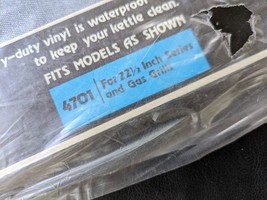 y-duty vinyl is waterproof
to keep your kettle clean.
FITS MODELS AS SHOWN
4701
For 22½ Inch Series
and Gas Grills